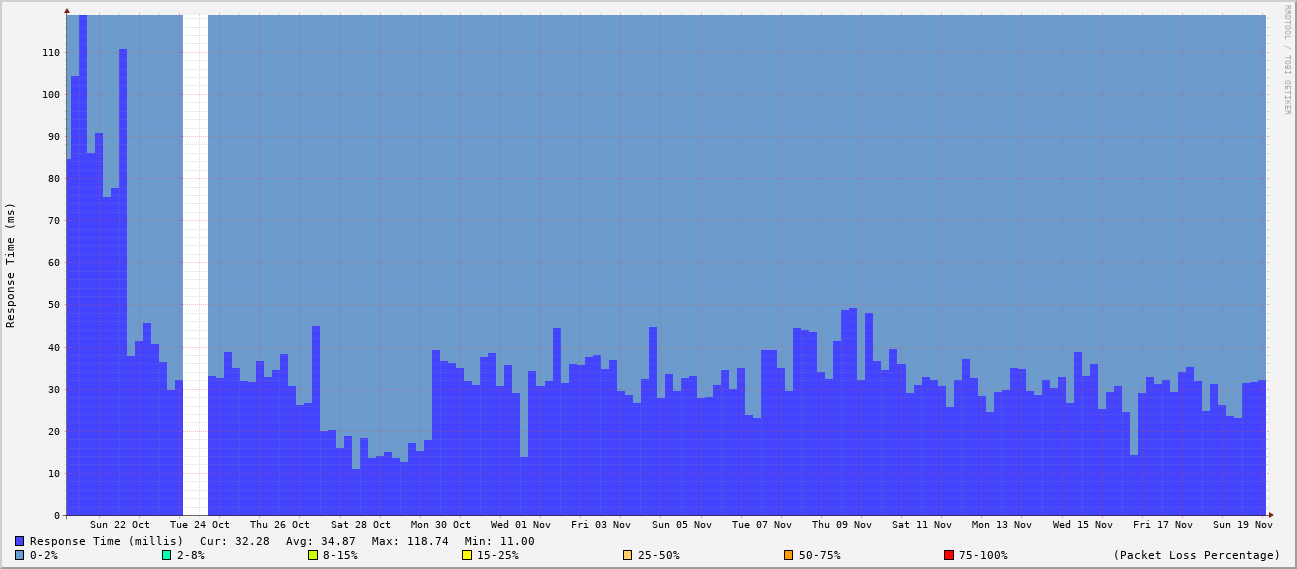 RRDTOOL / TOBI OETIKER
Response Time (ms)
110
100
90
80
70
60
50
40
30
20
10
0
Sun 22 Oct Tue 24 Oct Thu 26 Oct Sat 28 Oct Mon 30 Oct Wed 01 Nov Fri 03 Nov Sun 05 Nov Tue 07 Nov Thu 09 Nov Sat 11 Nov Mon 13 Nov Wed 15 Nov Fri 17 Nov Sun 19 Nov
Response Time (millis) Cur: 32.28 Avg: 34.87 Max: 118.74 Min: 11.00
0-2% 2-8% 8-15% 15-25% 25-50% 50-75% 75-100% (Packet Loss Percentage)